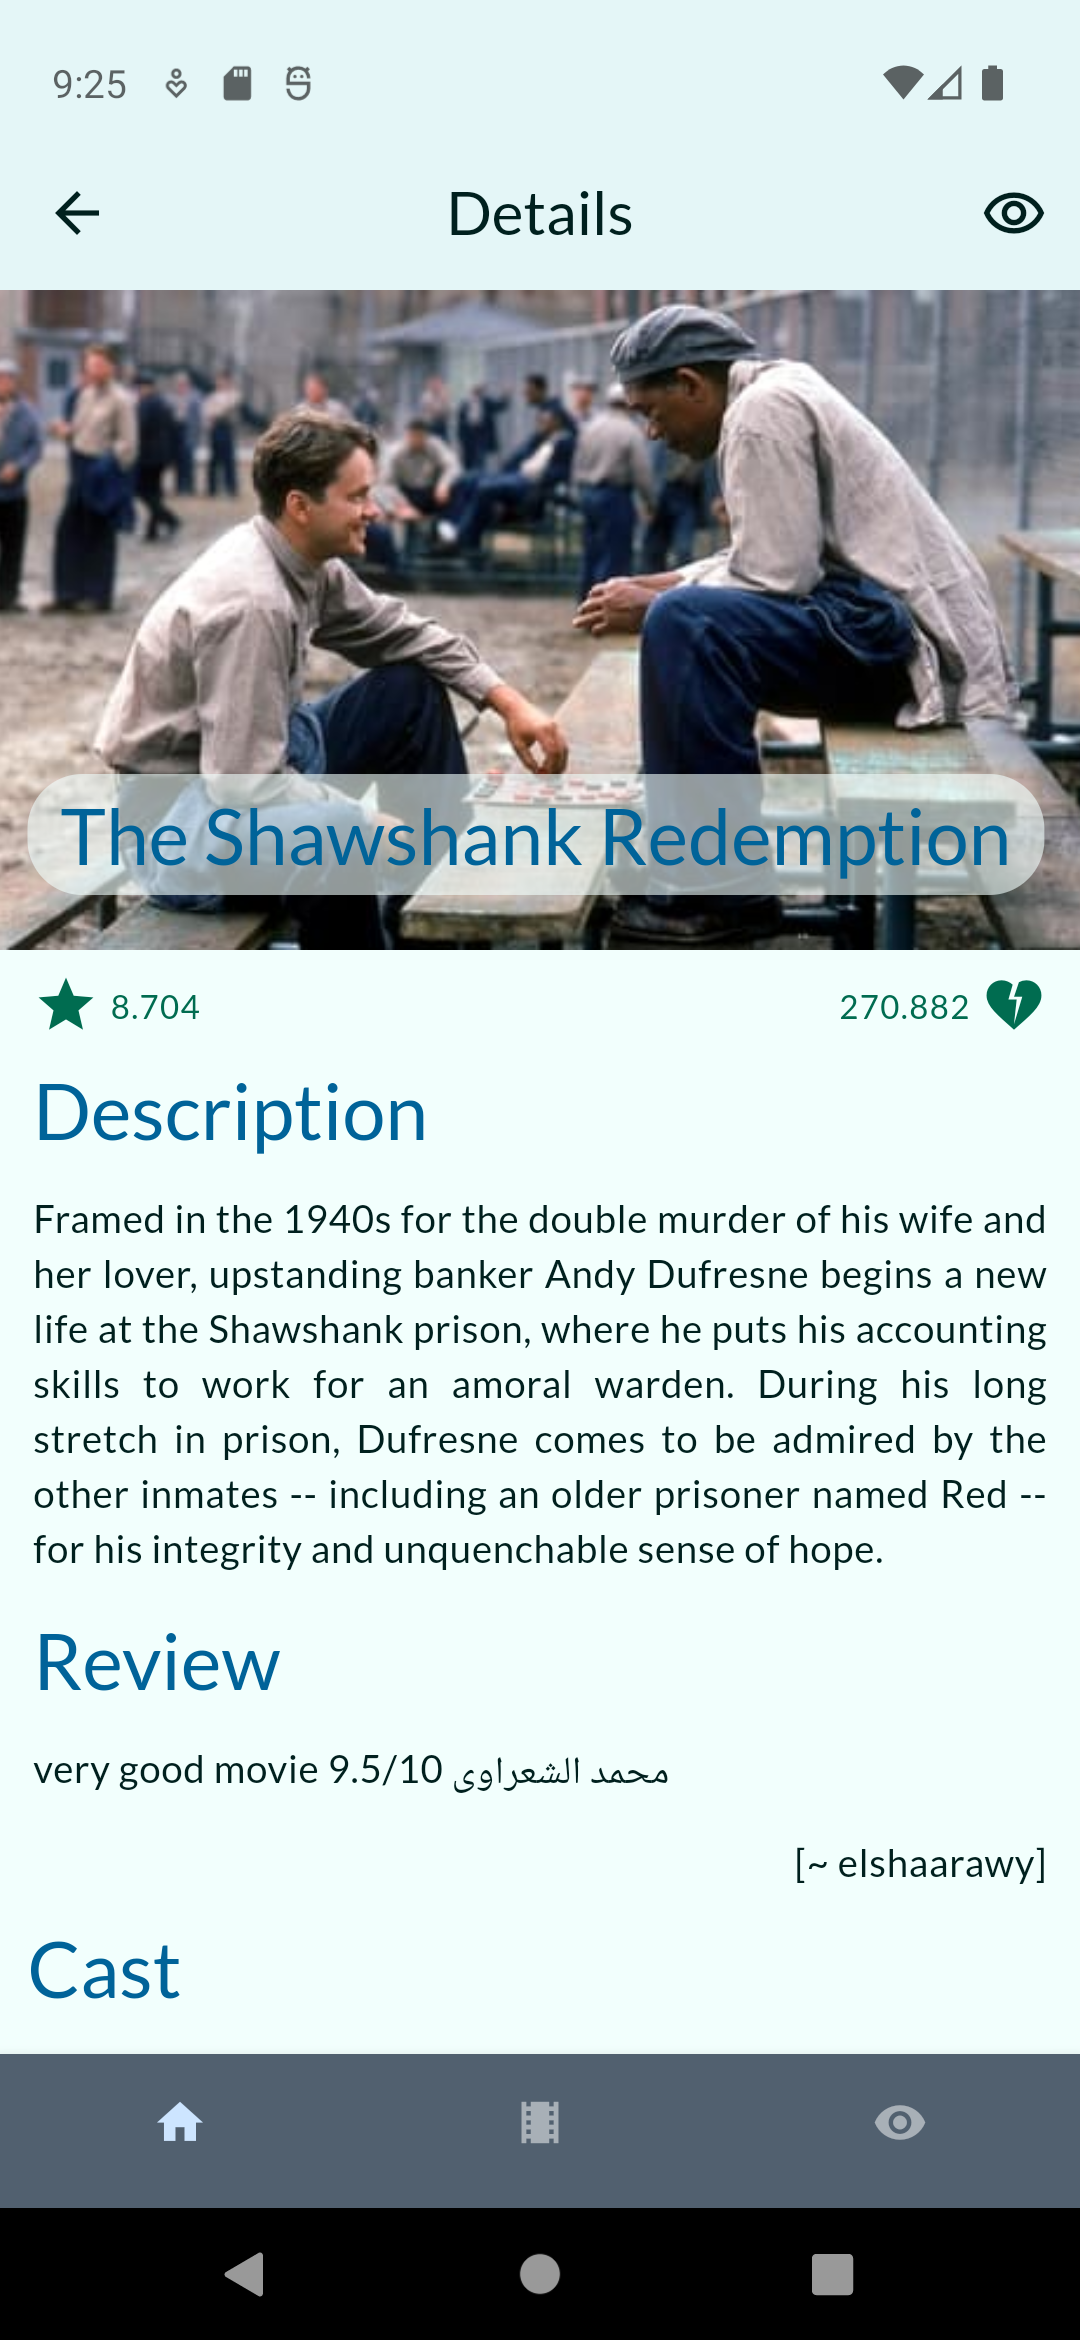 9:25
Details
The Shawshank Redemption
8.704
270.882
Description
Framed in the 1940s for the double murder of his wife and
her lover, upstanding banker Andy Dufresne begins a new
life at the Shawshank prison, where he puts his accounting
skills to work for an amoral warden. During his long
stretch in prison, Dufresne comes to be admired by the
other inmates -- including an older prisoner named Red --
for his integrity and unquenchable sense of hope.
Review
very good movie 9.5/10 محمد الشعراوى
[~ elshaarawy]
Cast